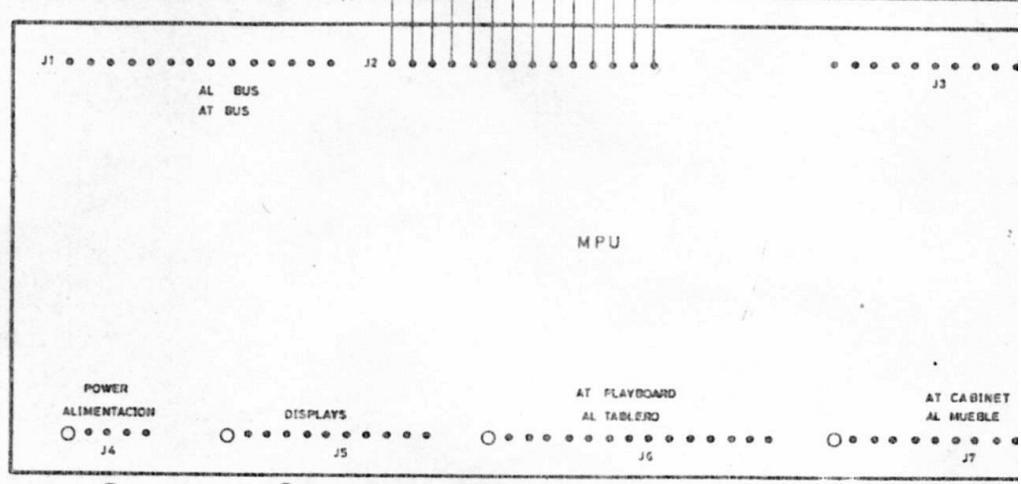 J1
AL BUS
AT BUS
J2
J3
MPU
POWER
ALIMENTACION
J4
DISPLAYS
J5
AT PLAYBOARD
AL TABLERO
J6
AT CABINET
AL MUEBLE
J7